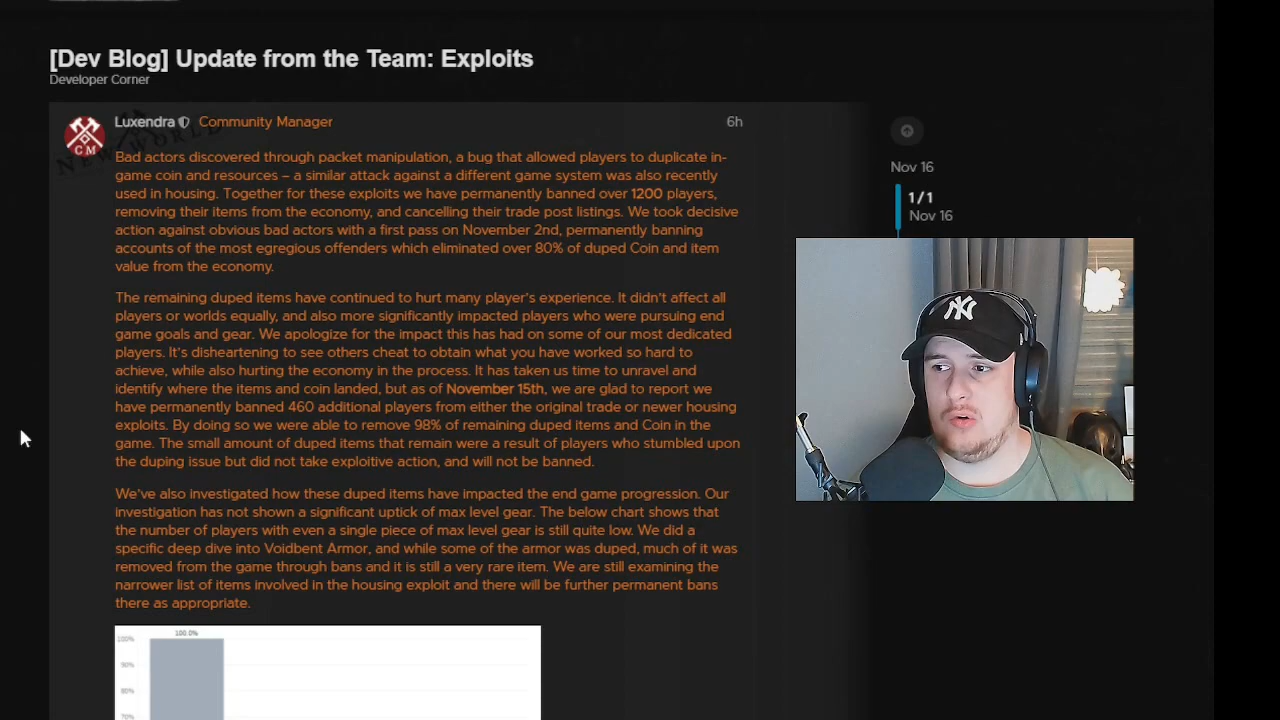 [Dev Blog] Update from the Team: Exploits
Developer Corner
Luxendra Community Manager 6h
NEW WORLD
CM
Bad actors discovered through packet manipulation, a bug that allowed players to duplicate in-
game coin and resources – a similar attack against a different game system was also recently
used in housing. Together for these exploits we have permanently banned over 1200 players,
removing their items from the economy, and cancelling their trade post listings. We took decisive
action against obvious bad actors with a first pass on November 2nd, permanently banning
accounts of the most egregious offenders which eliminated over 80% of duped Coin and item
value from the economy.
The remaining duped items have continued to hurt many player's experience. It didn't affect all
players or worlds equally, and also more significantly impacted players who were pursuing end
game goals and gear. We apologize for the impact this has had on some of our most dedicated
players. It's disheartening to see others cheat to obtain what you have worked so hard to
achieve, while also hurting the economy in the process. It has taken us time to unravel and
identify where the items and coin landed, but as of November 15th, we are glad to report we
have permanently banned 460 additional players from either the original trade or newer housing
exploits. By doing so we were able to remove 98% of remaining duped items and Coin in the
game. The small amount of duped items that remain were a result of players who stumbled upon
the duping issue but did not take exploitive action, and will not be banned.
We've also investigated how these duped items have impacted the end game progression. Our
investigation has not shown a significant uptick of max level gear. The below chart shows that
the number of players with even a single piece of max level gear is still quite low. We did a
specific deep dive into Voidbent Armor, and while some of the armor was duped, much of it was
removed from the game through bans and it is still a very rare item. We are still examining the
narrower list of items involved in the housing exploit and there will be further permanent bans
there as appropriate.
100.0%
100%
90%
80%
70%
Nov 16
1/1
Nov 16
NY